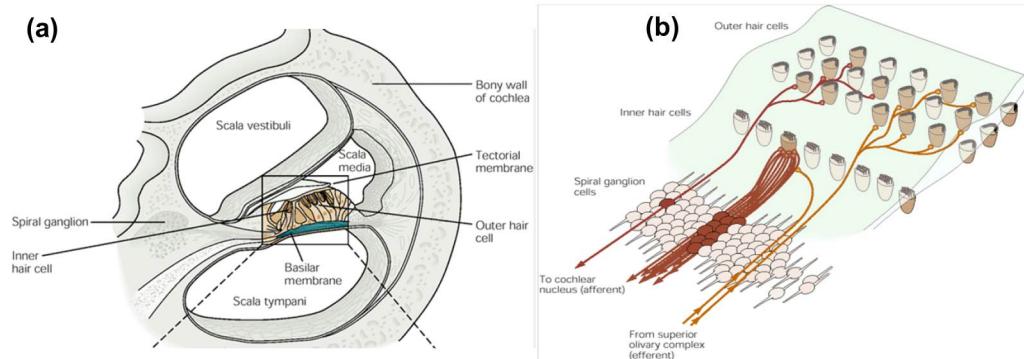 (a)
Bony wall
of cochlea
Scala vestibuli
Scala
media
Tectorial
membrane
Spiral ganglion
Outer hair
cell
Inner
hair cell
Basilar
membrane
Scala tympani
(b)
Outer hair cells
Inner hair cells
Spiral ganglion
cells
To cochlear
nucleus (afferent)
From superior
olivary complex
(efferent)